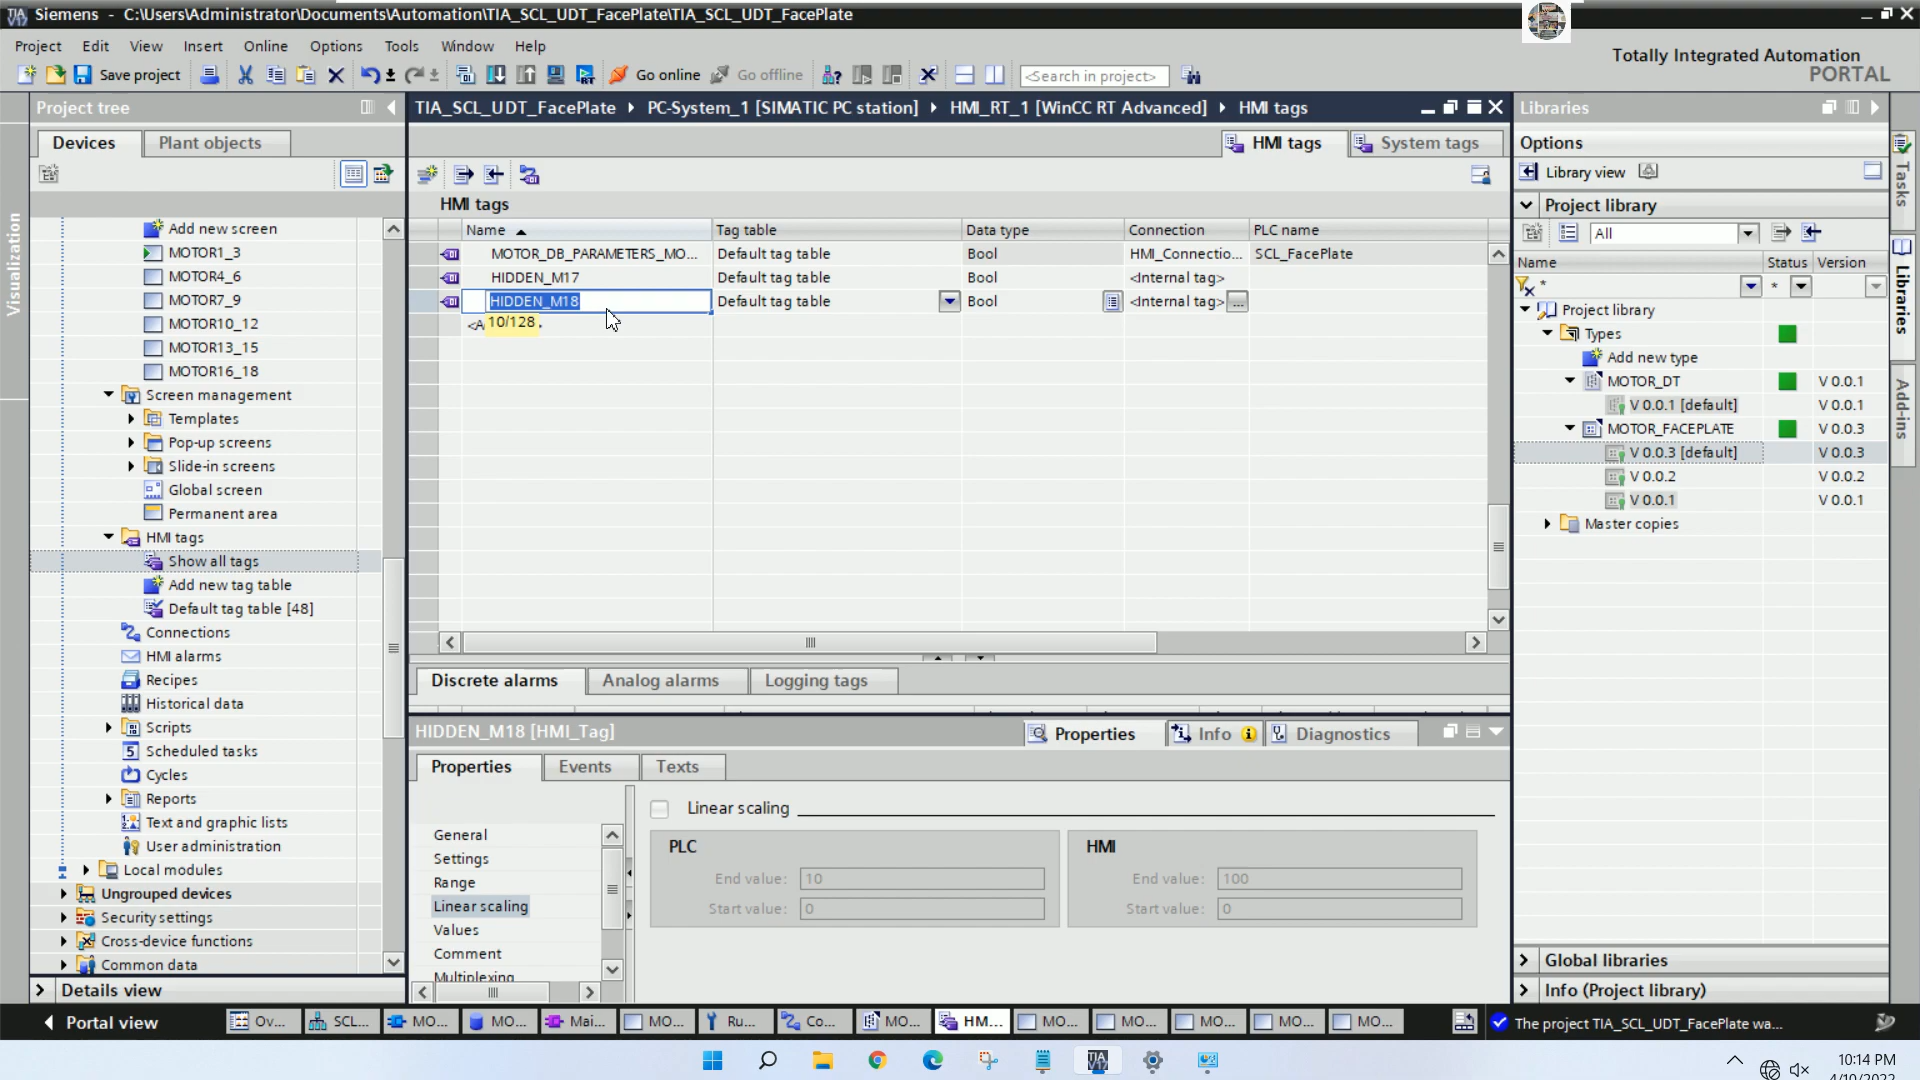 Siemens - C:\Users\Administrator\Documents\Automation\TIA_SCL_UDT_FacePlate\TIA_SCL_UDT_FacePlate
Project Edit View Insert Online Options Tools Window Help
Totally Integrated Automation
PORTAL
Save project
Go online
Go offline
<Search in project>
Project tree
TIA_SCL_UDT_FacePlate
PC-System_1 [SIMATIC PC station]
HMI_RT_1 [WinCC RT Advanced]
HMI tags
Libraries
Devices
Plant objects
HMI tags
System tags
Options
Library view
HMI tags
Project library
All
Name
Tag table
Data type
Connection
PLC name
Name
Status
Version
MOTOR_DB_PARAMETERS_MO... Default tag table Bool HMI_Connectio... SCL_FacePlate
HIDDEN_M17 Default tag table Bool <Internal tag>
HIDDEN_M18 Default tag table Bool <Internal tag> ...
<A
10/128
Add new screen
MOTOR1_3
MOTOR4_6
MOTOR7_9
MOTOR10_12
MOTOR13_15
MOTOR16_18
Screen management
Templates
Pop-up screens
Slide-in screens
Global screen
Permanent area
HMI tags
Show all tags
Add new tag table
Default tag table [48]
Connections
HMI alarms
Recipes
Historical data
Scripts
Scheduled tasks
Cycles
Reports
Text and graphic lists
User administration
Local modules
Ungrouped devices
Security settings
Cross-device functions
Common data
Details view
Visualization
* *
Project library
Types
Add new type
MOTOR_DT V 0.0.1
V 0.0.1 [default] V 0.0.1
MOTOR_FACEPLATE V 0.0.3
V 0.0.3 [default] V 0.0.3
V 0.0.2 V 0.0.2
V 0.0.1 V 0.0.1
Master copies
Global libraries
Info (Project library)
Tasks
Libraries
Add-ins
Discrete alarms
Analog alarms
Logging tags
HIDDEN_M18 [HMI_Tag]
Properties
Info
Diagnostics
Properties
Events
Texts
General
Settings
Range
Linear scaling
Values
Comment
Multiplexing
Linear scaling
PLC
End value: 10
Start value: 0
HMI
End value: 100
Start value: 0
Portal view
Ov...
SCL...
MO...
MO...
Mai...
MO...
Ru...
Co...
MO...
HM...
MO...
MO...
MO...
MO...
MO...
The project TIA_SCL_UDT_FacePlate wa...
10:14 PM
4/10/2022